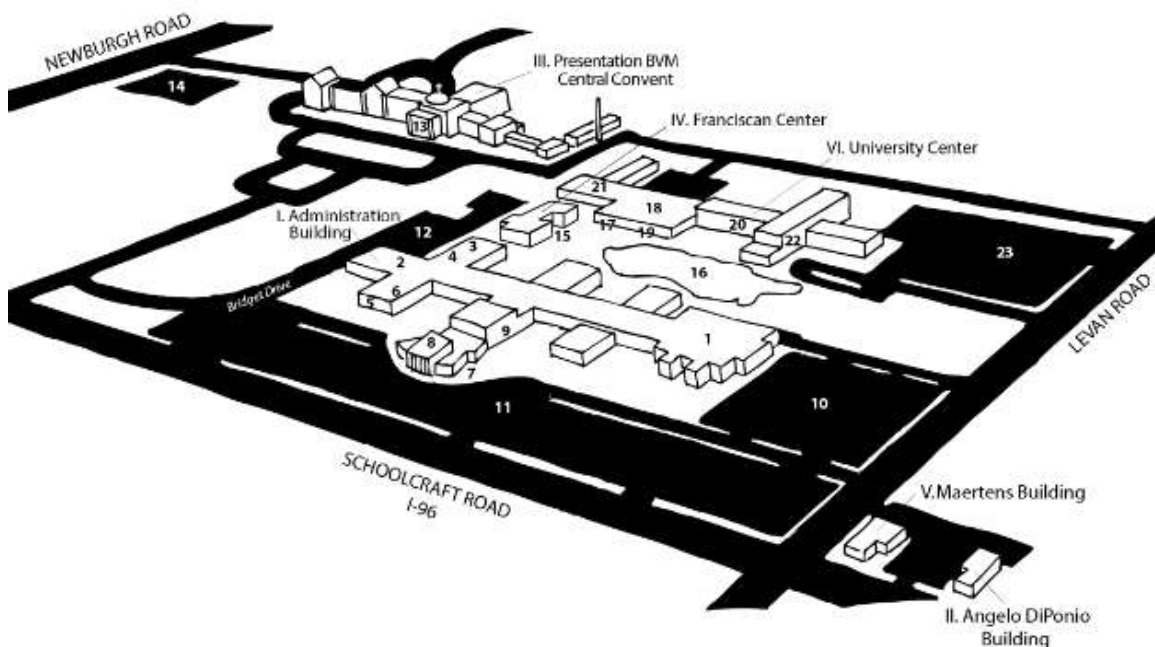 NEWBURGH ROAD
III. Presentation BVM
Central Convent
14
13
IV. Franciscan Center
VI. University Center
21
18
I. Administration
Building
12
17
19
20
15
22
23
3
4
2
16
6
5
Bridget Drive
LEVAN ROAD
9
8
7
1
11
10
SCHOOLCRAFT ROAD
I-96
V.Maertens Building
II. Angelo DiPonio
Building